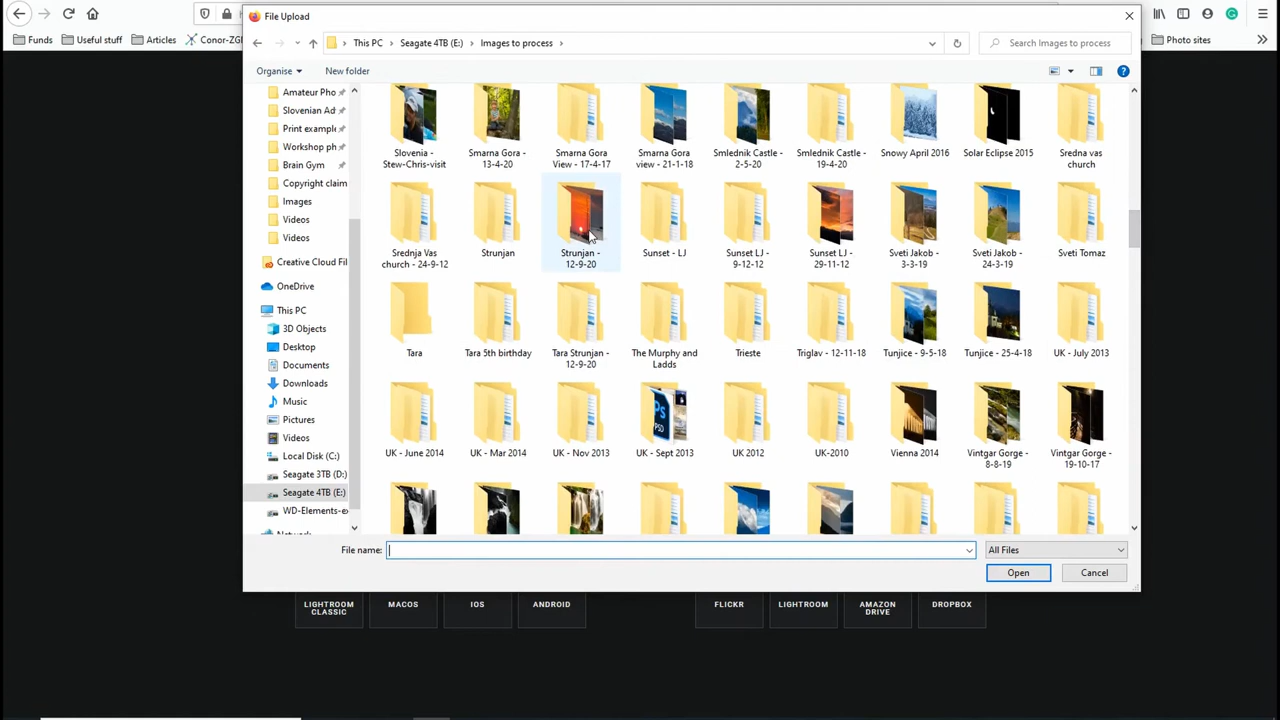 File Upload
Funds
Useful stuff
Articles
Conor-ZGP
Photo sites
This PC
Seagate 4TB (E:)
Images to process
Search Images to process
Organise
New folder
Amateur Pho
Slovenian Ad
Print example
Workshop ph
Brain Gym
Copyright claim
Images
Videos
Videos
Creative Cloud Fil
OneDrive
This PC
3D Objects
Desktop
Documents
Downloads
Music
Pictures
Videos
Local Disk (C:)
Seagate 3TB (D:)
Seagate 4TB (E:)
WD-Elements-ex
Network
Slovenia -
Stew-Chris-visit
Smarna Gora -
13-4-20
Smarna Gora
View - 17-4-17
Smarna Gora
view - 21-1-18
Smlednik Castle -
2-5-20
Smlednik Castle -
19-4-20
Snowy April 2016
Solar Eclipse 2015
Sredna vas
church
Srednja Vas
church - 24-9-12
Strunjan
Strunjan -
12-9-20
Sunset - LJ
Sunset LJ -
9-12-12
Sunset LJ -
29-11-12
Sveti Jakob -
3-3-19
Sveti Jakob -
24-3-19
Sveti Tomaz
Tara
Tara 5th birthday
Tara Strunjan -
12-9-20
The Murphy and
Ladds
Trieste
Triglav - 12-11-18
Tunjice - 9-5-18
Tunjice - 25-4-18
UK - July 2013
UK - June 2014
UK - Mar 2014
UK - Nov 2013
Ps
PSD
UK - Sept 2013
UK 2012
UK-2010
Vienna 2014
Vintgar Gorge -
8-8-19
Vintgar Gorge -
19-10-17
File name:
All Files
Open
Cancel
LIGHTROOM
CLASSIC
MACOS
IOS
ANDROID
FLICKR
LIGHTROOM
AMAZON
DRIVE
DROPBOX